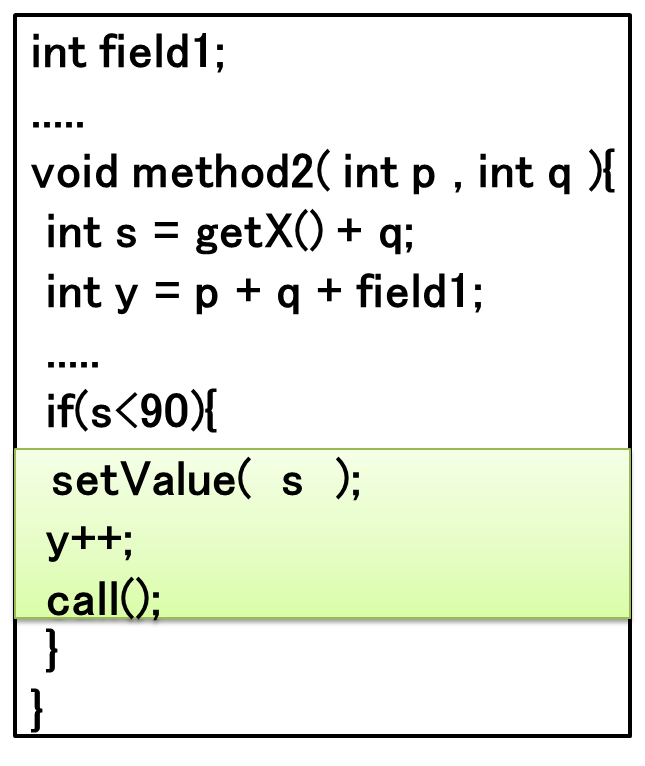 int field1;
.....
void method2( int p , int q ){
int s = getX() + q;
int y = p + q + field1;
.....
if(s<90){
setValue(  s  );
y++;
call();
}
}